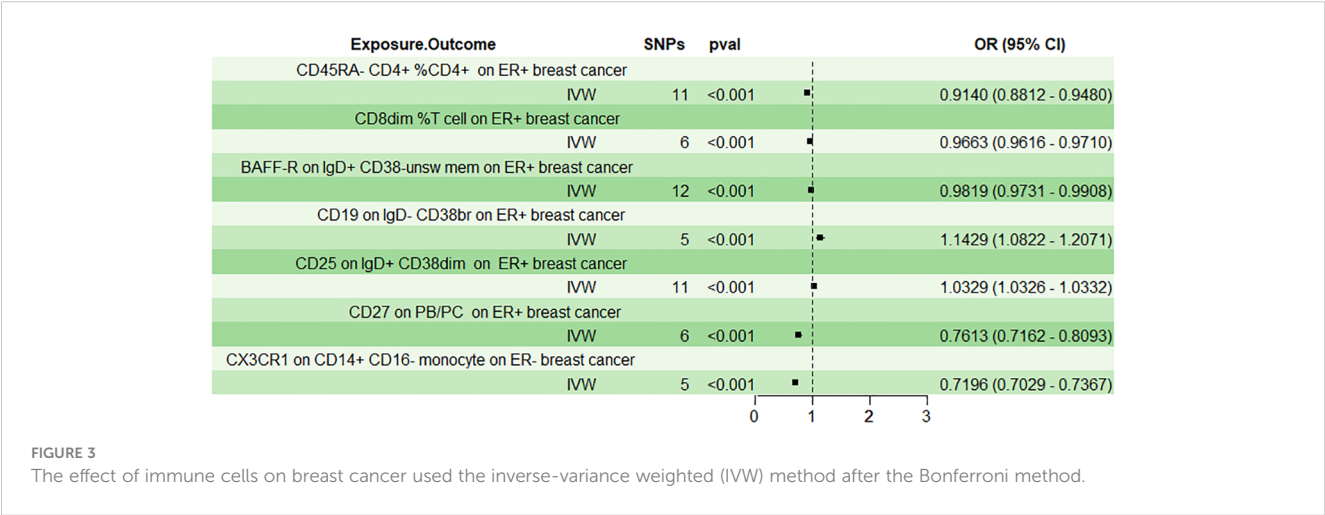 Exposure.Outcome SNPs pval OR (95% CI)
CD45RA- CD4+ %CD4+ on ER+ breast cancer
IVW 11 <0.001 0.9140 (0.8812 - 0.9480)
CD8dim %T cell on ER+ breast cancer
IVW 6 <0.001 0.9663 (0.9616 - 0.9710)
BAFF-R on IgD+ CD38-unsw mem on ER+ breast cancer
IVW 12 <0.001 0.9819 (0.9731 - 0.9908)
CD19 on IgD- CD38br on ER+ breast cancer
IVW 5 <0.001 1.1429 (1.0822 - 1.2071)
CD25 on IgD+ CD38dim on ER+ breast cancer
IVW 11 <0.001 1.0329 (1.0326 - 1.0332)
CD27 on PB/PC on ER+ breast cancer
IVW 6 <0.001 0.7613 (0.7162 - 0.8093)
CX3CR1 on CD14+ CD16- monocyte on ER- breast cancer
IVW 5 <0.001 0.7196 (0.7029 - 0.7367)
0 1 2 3
FIGURE 3
The effect of immune cells on breast cancer used the inverse-variance weighted (IVW) method after the Bonferroni method.